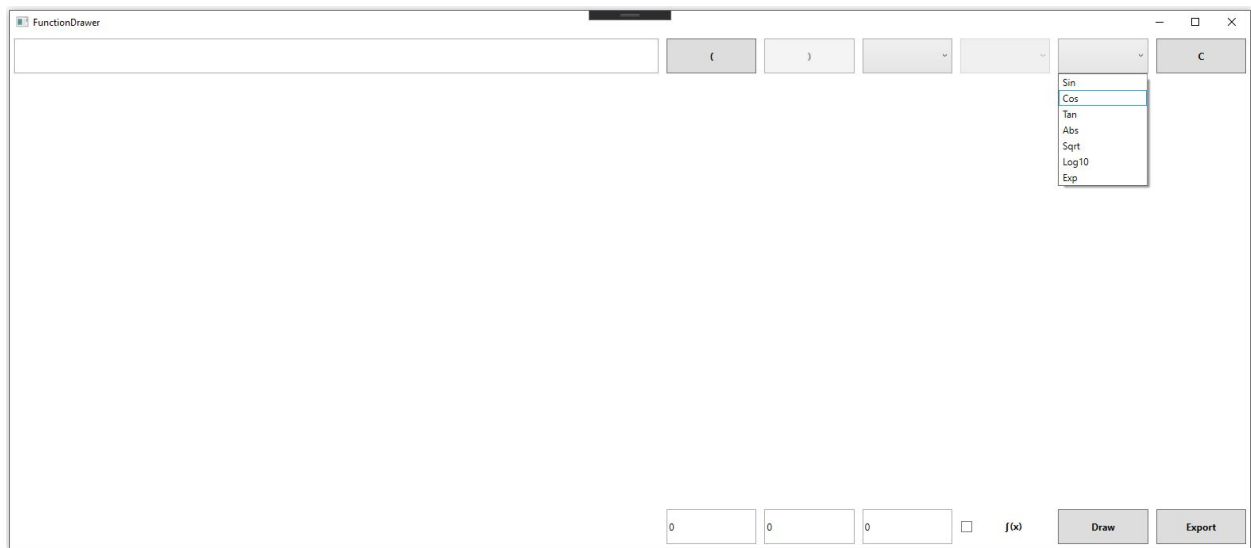 FunctionDrawer
( ) C
Sin
Cos
Tan
Abs
Sqrt
Log10
Exp
0 0 0 ∫(x) Draw Export